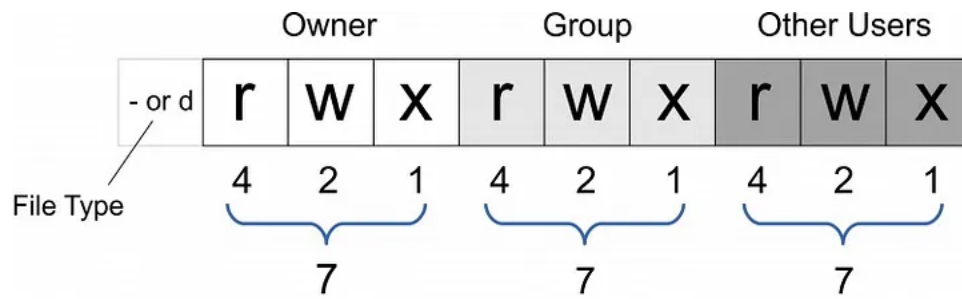 Owner Group Other Users
- or d r w x r w x r w x
File Type 4 2 1 4 2 1 4 2 1
7 7 7